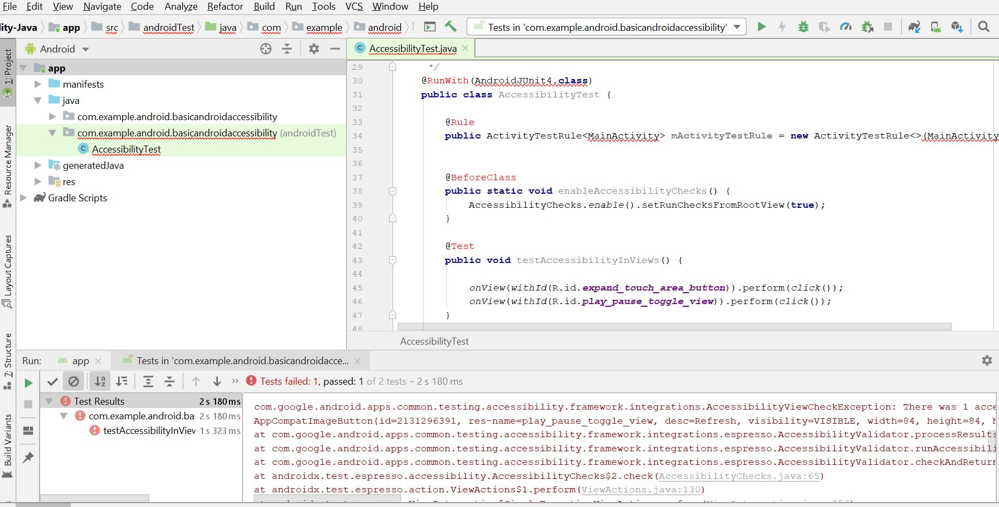 File Edit View Navigate Code Analyze Refactor Build Run Tools VCS Window Help
lity-Java app src androidTest java com example android Tests in 'com.example.android.basicandroidaccessibility'
Android
AccessibilityTest.java
1: Project
Resource Manager
Layout Captures
7: Structure
Build Variants
app
manifests
java
com.example.android.basicandroidaccessibility
com.example.android.basicandroidaccessibility (androidTest)
AccessibilityTest
generatedJava
res
Gradle Scripts
29 */
30 @RunWith(AndroidJUnit4.class)
31 public class AccessibilityTest {
32
33 @Rule
34 public ActivityTestRule<MainActivity> mActivityTestRule = new ActivityTestRule<>(MainActivity
35
36
37 @BeforeClass
38 public static void enableAccessibilityChecks() {
39 AccessibilityChecks.enable().setRunChecksFromRootView(true);
40 }
41
42 @Test
43 public void testAccessibilityInViews() {
44
45 onView(withId(R.id.expand_touch_area_button)).perform(click());
46 onView(withId(R.id.play_pause_toggle_view)).perform(click());
47 }
48
AccessibilityTest
Run: app Tests in 'com.example.android.basicandroidacce...
Tests failed: 1, passed: 1 of 2 tests – 2 s 180 ms
Test Results 2 s 180 ms
com.example.android.ba: 2 s 180 ms
testAccessibilityInView 1 s 323 ms
com.google.android.apps.common.testing.accessibility.framework.integrations.AccessibilityViewCheckException: There was 1 acce
AppCompatImageButton{id=2131296391, res-name=play_pause_toggle_view, desc=Refresh, visibility=VISIBLE, width=84, height=84, h
at com.google.android.apps.common.testing.accessibility.framework.integrations.espresso.AccessibilityValidator.processResults
at com.google.android.apps.common.testing.accessibility.framework.integrations.espresso.AccessibilityValidator.runAccessibili
at com.google.android.apps.common.testing.accessibility.framework.integrations.espresso.AccessibilityValidator.checkAndReturn
at androidx.test.espresso.accessibility.AccessibilityChecks$2.check(AccessibilityChecks.java:65)
at androidx.test.espresso.action.ViewActions$1.perform(ViewActions.java:130)